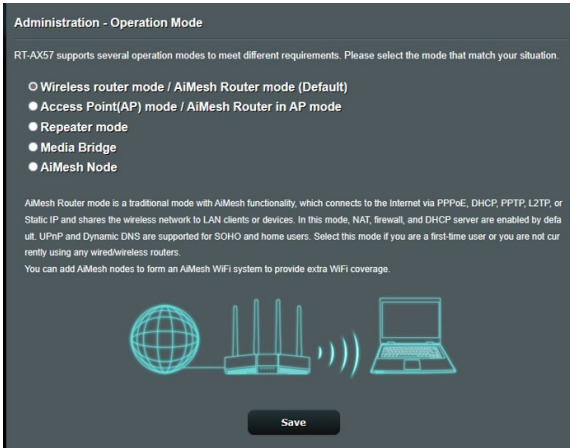 Administration - Operation Mode
RT-AX57 supports several operation modes to meet different requirements. Please select the mode that match your situation.
Wireless router mode / AiMesh Router mode (Default)
Access Point(AP) mode / AiMesh Router in AP mode
Repeater mode
Media Bridge
AiMesh Node
AiMesh Router mode is a traditional mode with AiMesh functionality, which connects to the Internet via PPPoE, DHCP, PPTP, L2TP, or
Static IP and shares the wireless network to LAN clients or devices. In this mode, NAT, firewall, and DHCP server are enabled by defa
ult. UPnP and Dynamic DNS are supported for SOHO and home users. Select this mode if you are a first-time user or you are not cur
rently using any wired/wireless routers.
You can add AiMesh nodes to form an AiMesh WiFi system to provide extra WiFi coverage.
Save